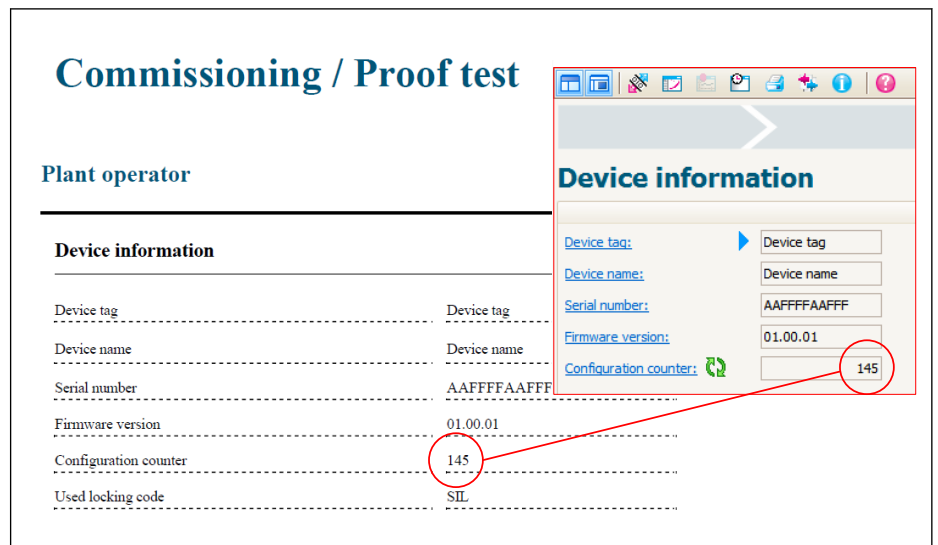 Commissioning / Proof test
Plant operator
Device information
Device tag Device tag
Device name Device name
Serial number AAFFFFAAFFF
Firmware version 01.00.01
Configuration counter 145
Used locking code SIL
Device information
Device tag: Device tag
Device name: Device name
Serial number: AAFFFFAAFFF
Firmware version: 01.00.01
Configuration counter: 145